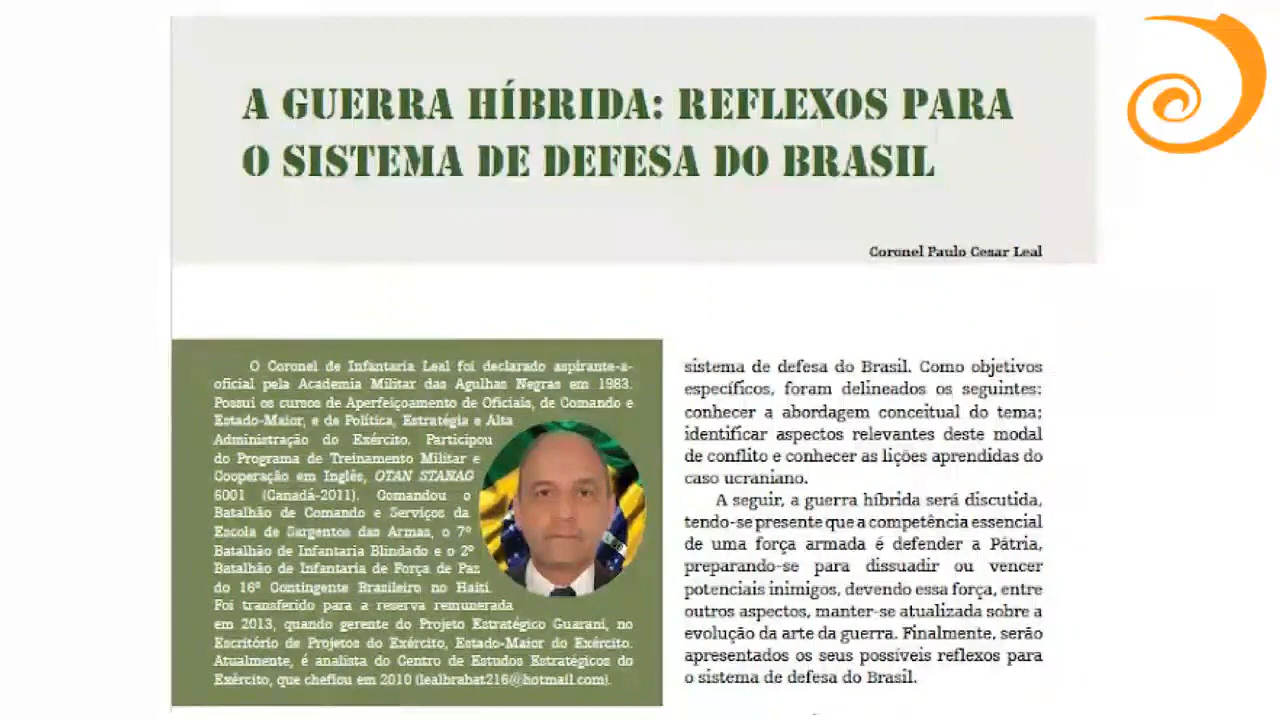 A GUERRA HÍBRIDA: REFLEXOS PARA
O SISTEMA DE DEFESA DO BRASIL
Coronel Paulo Cesar Leal
O Coronel de Infantaria Leal foi declarado aspirante-a-
oficial pela Academia Militar das Agulhas Negras em 1983.
Possui os cursos de Aperfeiçoamento de Oficiais, de Comando e
Estado-Maior, e de Política, Estratégia e Alta
Administração do Exército. Participou
do Programa de Treinamento Militar e
Cooperação em Inglês, OTAN STANAG
6001 (Canadá-2011). Comandou o
Batalhão de Comando e Serviços da
Escola de Sargentos das Armas, o 7º
Batalhão de Infantaria Blindado e o 2º
Batalhão de Infantaria de Força de Paz
do 16º Contingente Brasileiro no Haiti.
Foi transferido para a reserva remunerada
em 2013, quando gerente do Projeto Estratégico Guarani, no
Escritório de Projetos do Exército, Estado-Maior do Exército.
Atualmente, é analista do Centro de Estudos Estratégicos do
Exército, que chefiou em 2010 (lealbrabat216@hotmail.com).
sistema de defesa do Brasil. Como objetivos
específicos, foram delineados os seguintes:
conhecer a abordagem conceitual do tema;
identificar aspectos relevantes deste modal
de conflito e conhecer as lições aprendidas do
caso ucraniano.
A seguir, a guerra híbrida será discutida,
tendo-se presente que a competência essencial
de uma força armada é defender a Pátria,
preparando-se para dissuadir ou vencer
potenciais inimigos, devendo essa força, entre
outros aspectos, manter-se atualizada sobre a
evolução da arte da guerra. Finalmente, serão
apresentados os seus possíveis reflexos para
o sistema de defesa do Brasil.